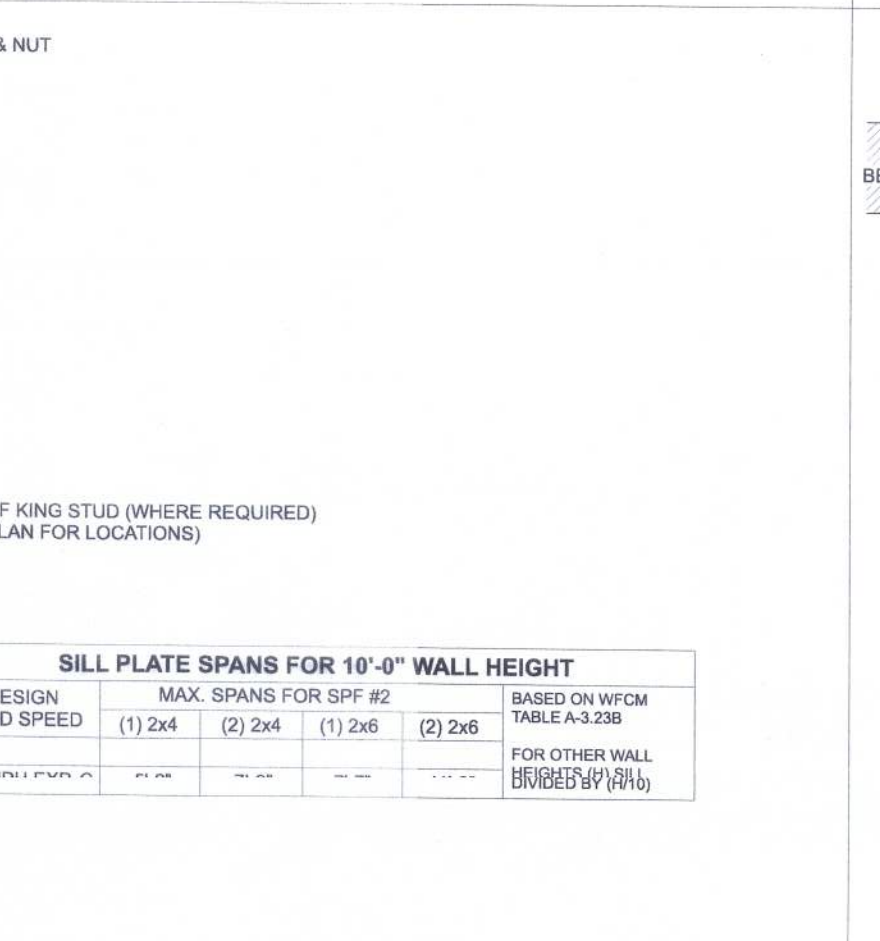 & NUT
BE
F KING STUD (WHERE REQUIRED)
LAN FOR LOCATIONS)
SILL PLATE SPANS FOR 10'-0" WALL HEIGHT
ESIGN
D SPEED
MAX. SPANS FOR SPF #2
(1) 2x4 (2) 2x4 (1) 2x6 (2) 2x6
BASED ON WFCM
TABLE A-3.23B
FOR OTHER WALL
HEIGHTS (H) SILL
DIVIDED BY (H/10)